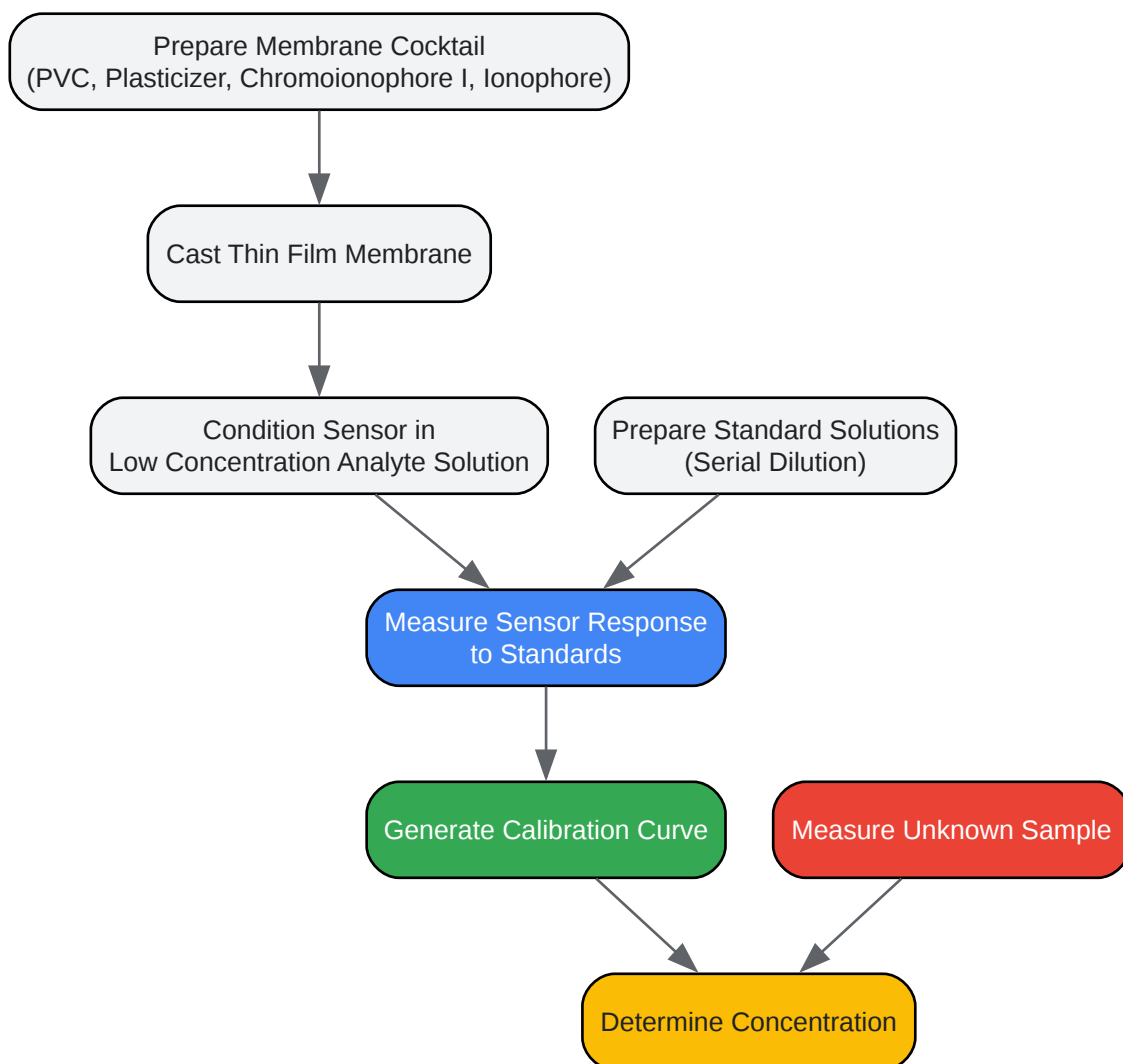 Prepare Membrane Cocktail
(PVC, Plasticizer, Chromoionophore I, Ionophore)
Cast Thin Film Membrane
Condition Sensor in
Low Concentration Analyte Solution
Prepare Standard Solutions
(Serial Dilution)
Measure Sensor Response
to Standards
Generate Calibration Curve
Measure Unknown Sample
Determine Concentration